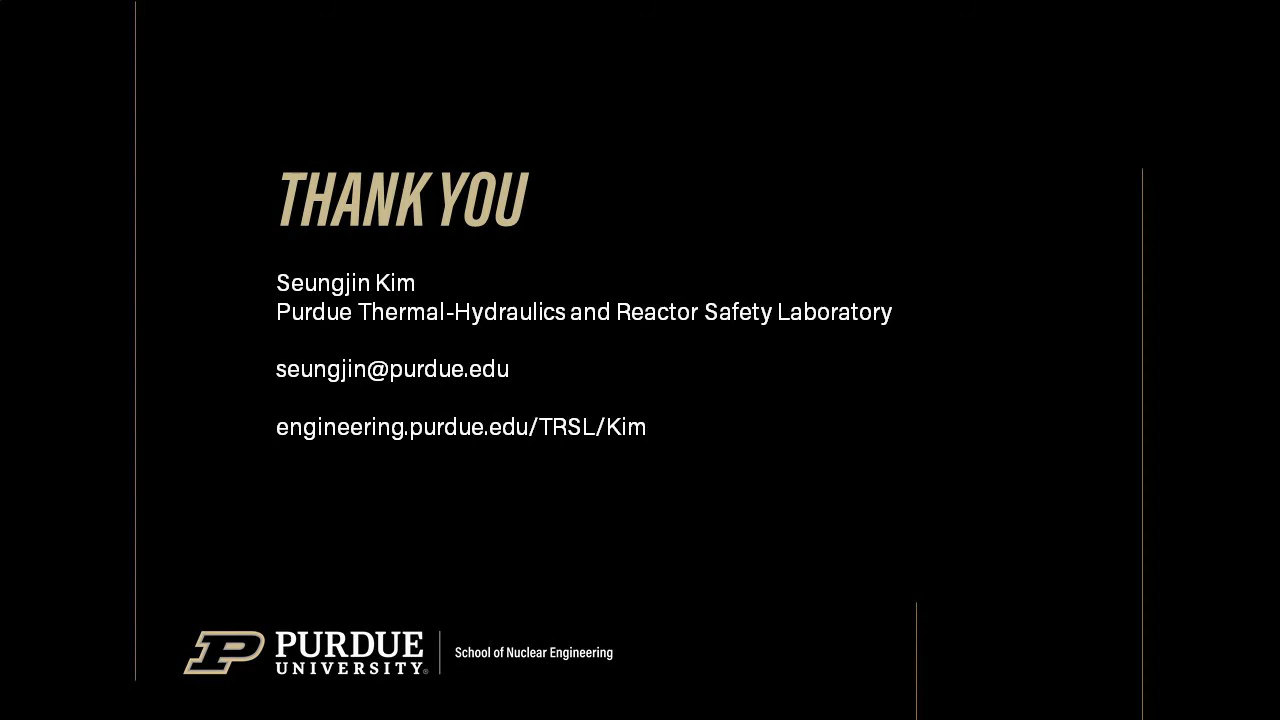 THANK YOU
Seungjin Kim
Purdue Thermal-Hydraulics and Reactor Safety Laboratory
seungjin@purdue.edu
engineering.purdue.edu/TRSL/Kim
P PURDUE
UNIVERSITY®
School of Nuclear Engineering